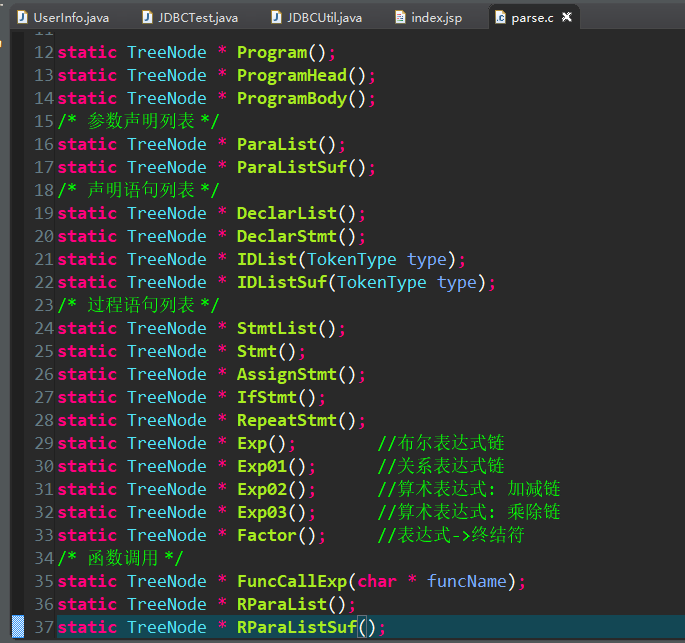 UserInfo.java JDBCTest.java JDBCUtil.java index.jsp parse.c
11
12 static TreeNode * Program();
13 static TreeNode * ProgramHead();
14 static TreeNode * ProgramBody();
15 /* 参数声明列表 */
16 static TreeNode * ParaList();
17 static TreeNode * ParaListSuf();
18 /* 声明语句列表 */
19 static TreeNode * DeclarList();
20 static TreeNode * DeclarStmt();
21 static TreeNode * IDList(TokenType type);
22 static TreeNode * IDListSuf(TokenType type);
23 /* 过程语句列表 */
24 static TreeNode * StmtList();
25 static TreeNode * Stmt();
26 static TreeNode * AssignStmt();
27 static TreeNode * IfStmt();
28 static TreeNode * RepeatStmt();
29 static TreeNode * Exp(); //布尔表达式链
30 static TreeNode * Exp01(); //关系表达式链
31 static TreeNode * Exp02(); //算术表达式: 加减链
32 static TreeNode * Exp03(); //算术表达式: 乘除链
33 static TreeNode * Factor(); //表达式->终结符
34 /* 函数调用 */
35 static TreeNode * FuncCallExp(char * funcName);
36 static TreeNode * RParaList();
37 static TreeNode * RParaListSuf();